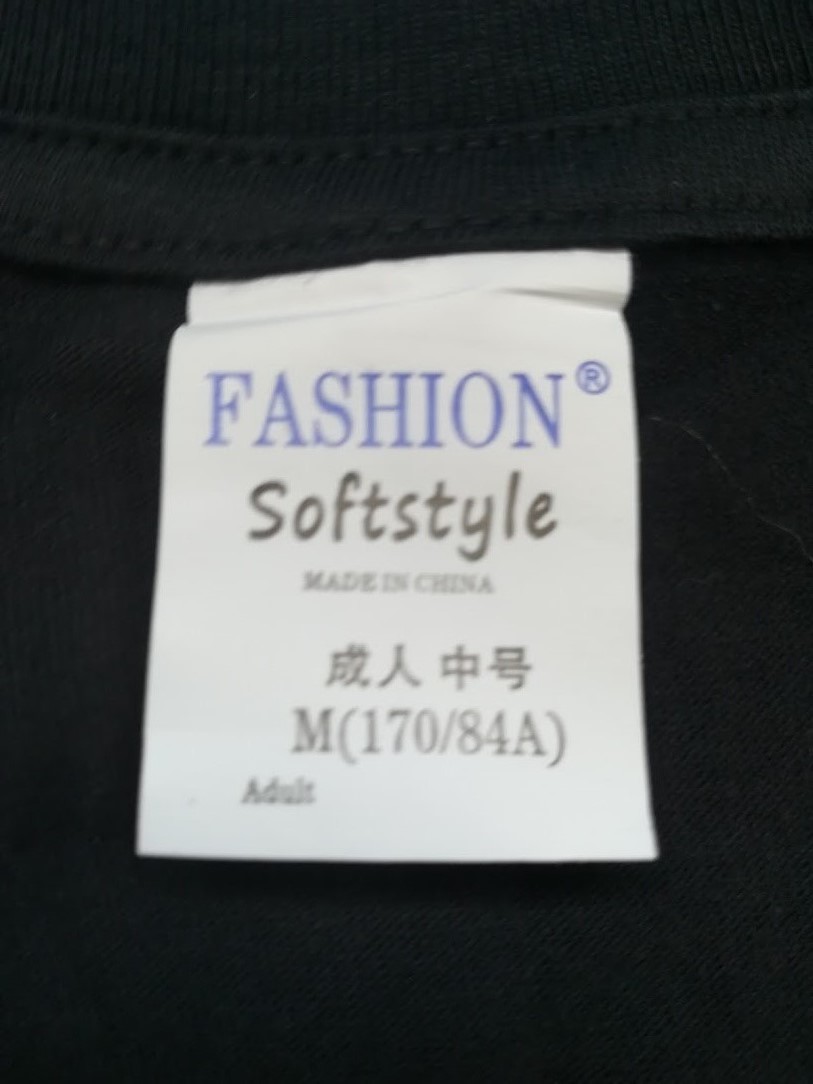 FASHION®
Softstyle
MADE IN CHINA
成人 中号
M(170/84A)
Adult